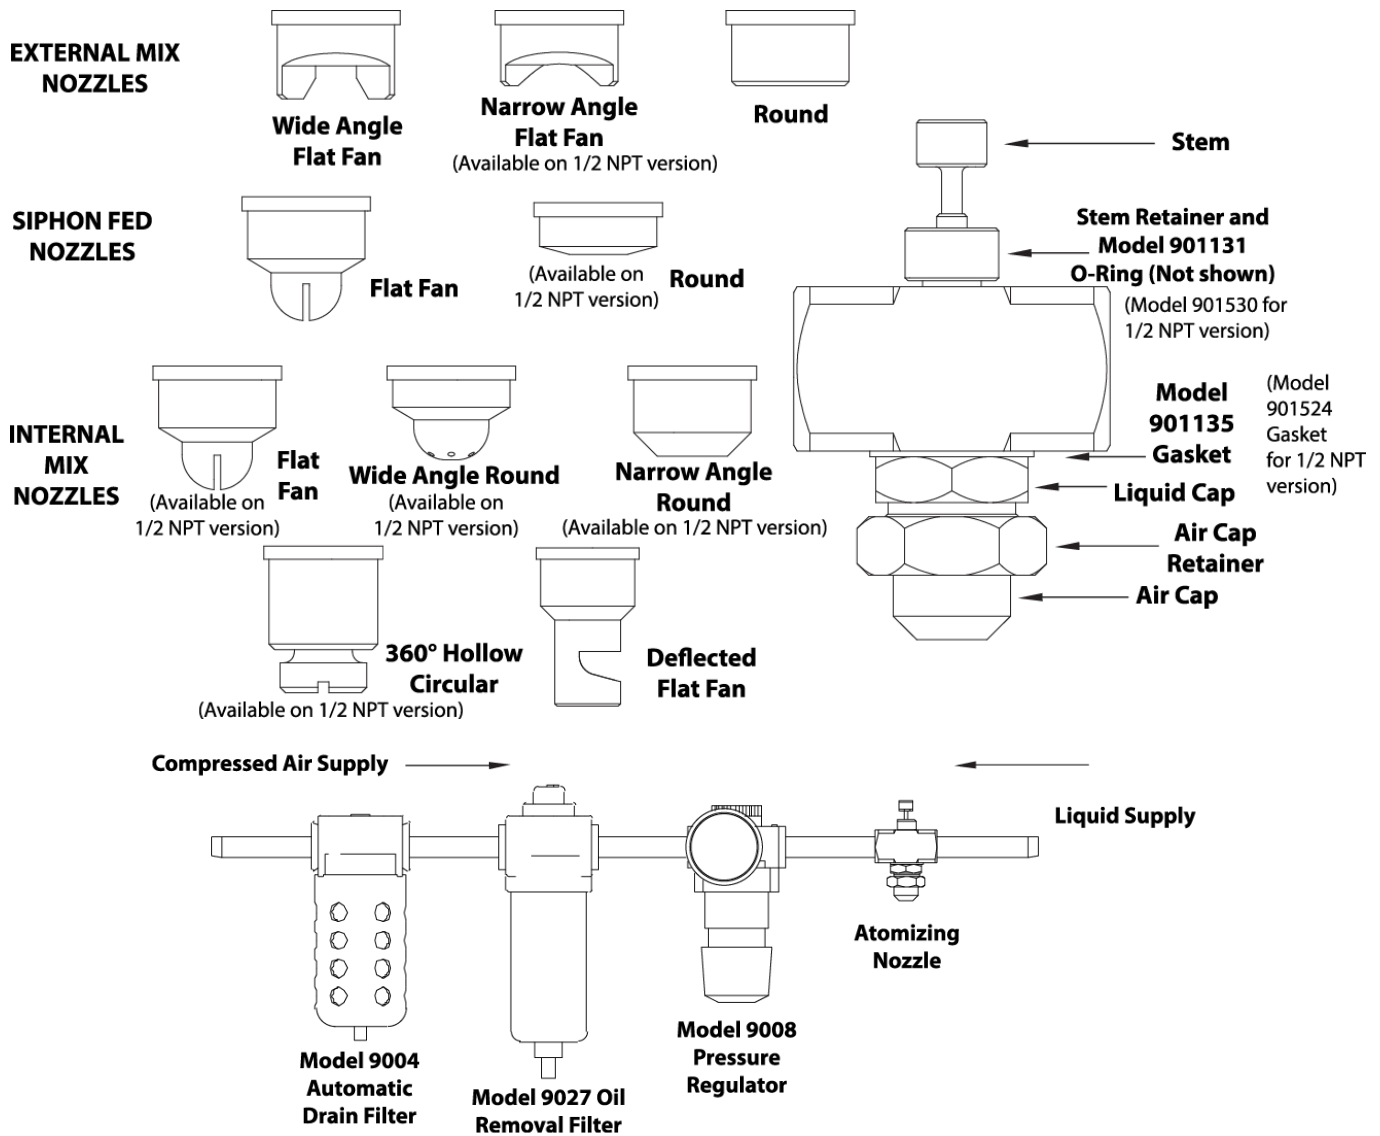 EXTERNAL MIX
NOZZLES
Wide Angle
Flat Fan
Narrow Angle
Flat Fan
(Available on 1/2 NPT version)
Round
SIPHON FED
NOZZLES
Flat Fan
(Available on
1/2 NPT version)
Round
INTERNAL
MIX
NOZZLES
Flat
Fan
(Available on
1/2 NPT version)
Wide Angle Round
(Available on
1/2 NPT version)
Narrow Angle
Round
(Available on 1/2 NPT version)
360° Hollow
Circular
(Available on 1/2 NPT version)
Deflected
Flat Fan
Stem
Stem Retainer and
Model 901131
O-Ring (Not shown)
(Model 901530 for
1/2 NPT version)
Model
901135
Gasket
(Model
901524
Gasket
for 1/2 NPT
version)
Liquid Cap
Air Cap
Retainer
Air Cap
Compressed Air Supply
Liquid Supply
Atomizing
Nozzle
Model 9004
Automatic
Drain Filter
Model 9027 Oil
Removal Filter
Model 9008
Pressure
Regulator